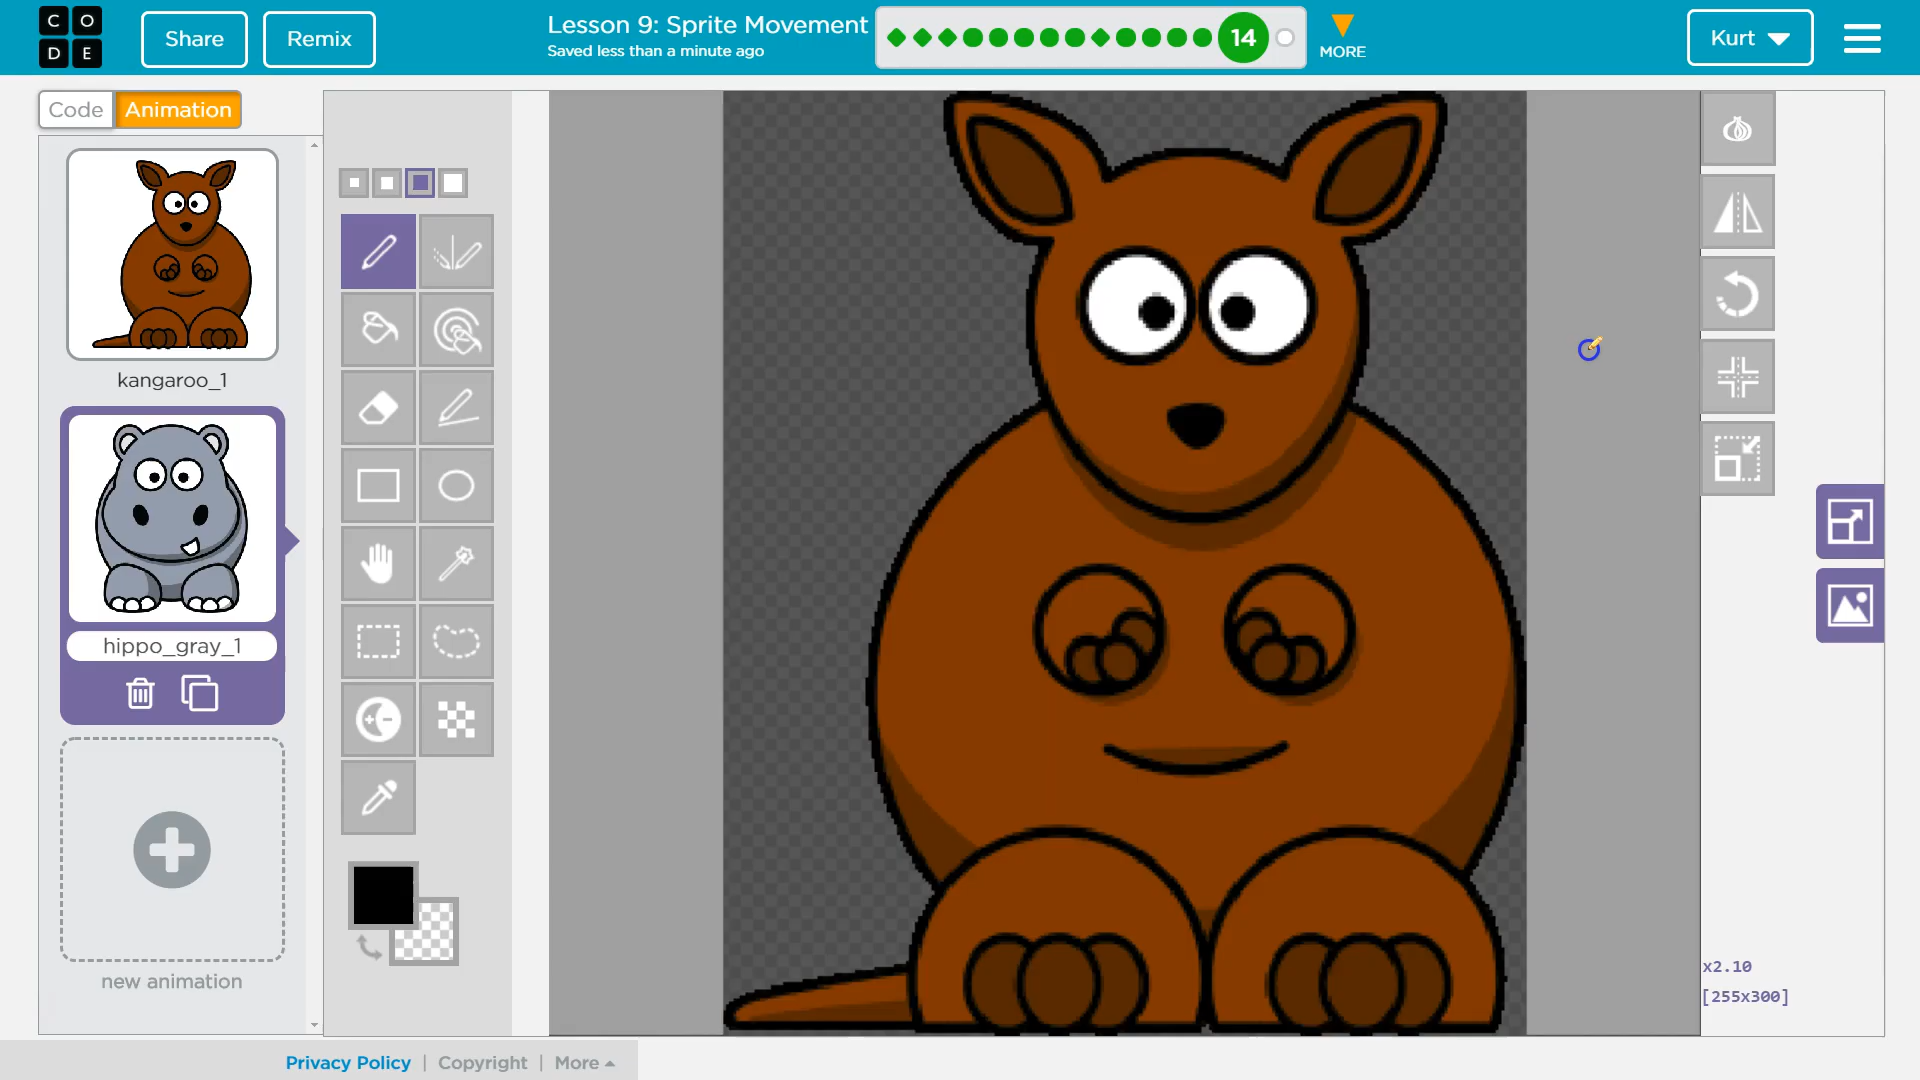 C O
D E
Share
Remix
Lesson 9: Sprite Movement
Saved less than a minute ago
14
MORE
Kurt
Code
Animation
kangaroo_1
hippo_gray_1
new animation
x2.10
[255x300]
Privacy Policy | Copyright | More